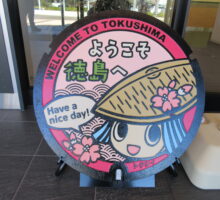 WELCOME TO TOKUSHIMA
ようこそ
徳島へ
Have a
nice day!